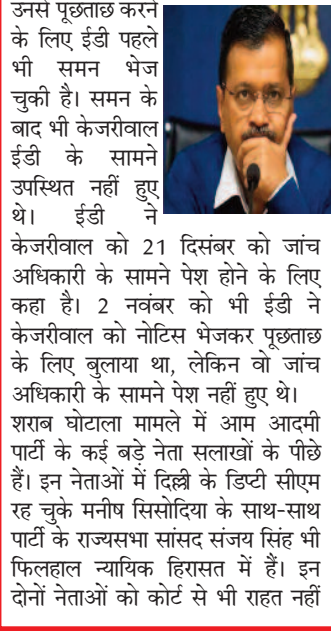 उनसे पूछताछ करने
के लिए ईडी पहले
भी समन भेज
चुकी है। समन के
बाद भी केजरीवाल
ईडी के सामने
उपस्थित नहीं हुए
थे। ईडी ने
केजरीवाल को 21 दिसंबर को जांच
अधिकारी के सामने पेश होने के लिए
कहा है। 2 नवंबर को भी ईडी ने
केजरीवाल को नोटिस भेजकर पूछताछ
के लिए बुलाया था, लेकिन वो जांच
अधिकारी के सामने पेश नहीं हुए थे।
शराब घोटाला मामले में आम आदमी
पार्टी के कई बड़े नेता सलाखों के पीछे
हैं। इन नेताओं में दिल्ली के डिप्टी सीएम
रह चुके मनीष सिसोदिया के साथ-साथ
पार्टी के राज्यसभा सांसद संजय सिंह भी
फिलहाल न्यायिक हिरासत में हैं। इन
दोनों नेताओं को कोर्ट से भी राहत नहीं